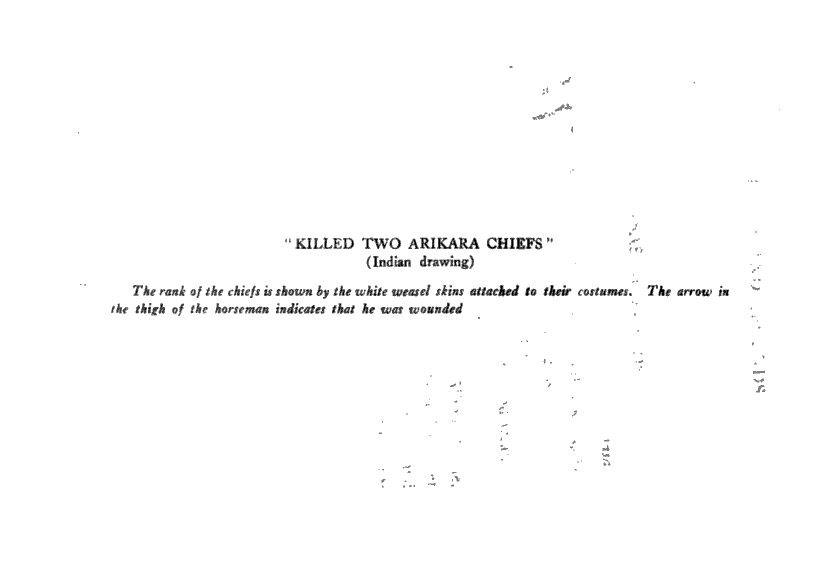 "KILLED TWO ARIKARA CHIEFS"
(Indian drawing)
The rank of the chiefs is shown by the white weasel skins attached to their costumes. The arrow in
the thigh of the horseman indicates that he was wounded